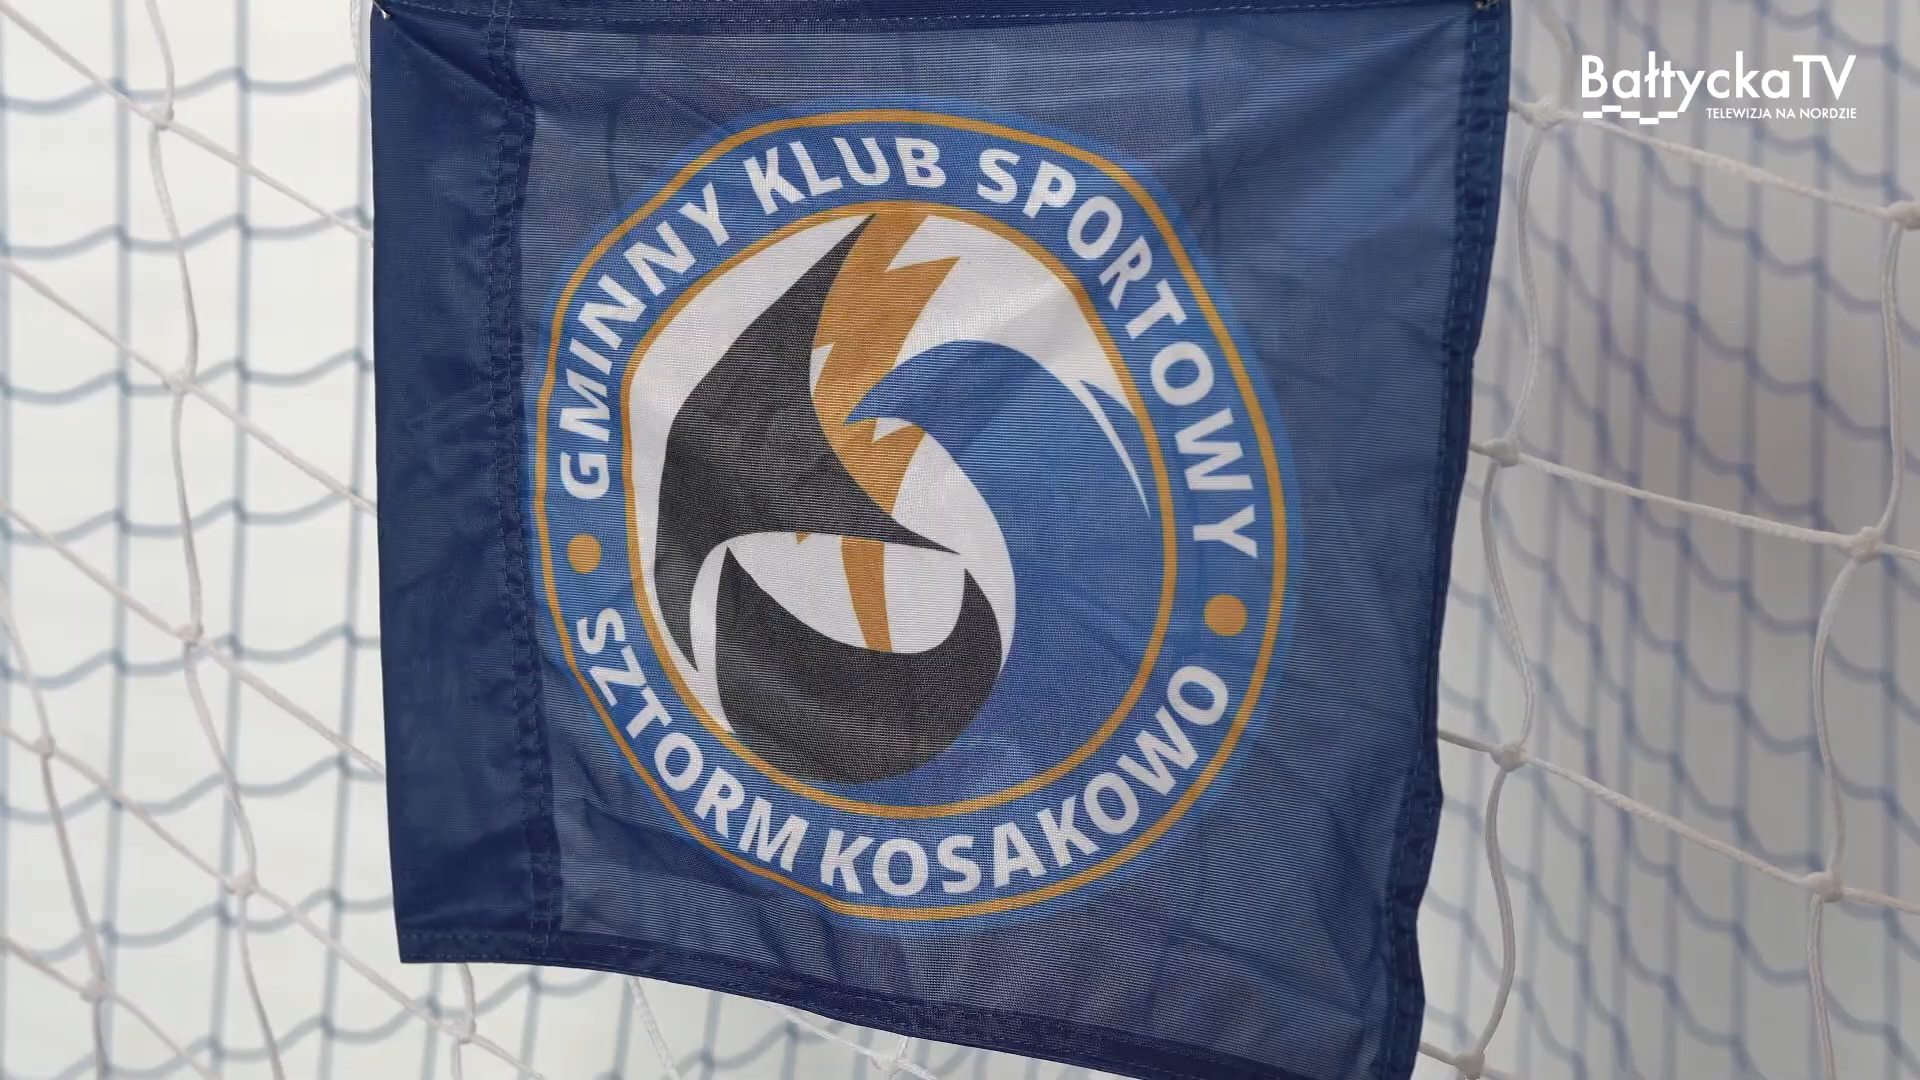 BałtyckaTV
TELEWIZJA NA NORDZIE
GMINNY KLUB SPORTOWY
SZTORM KOSAKOWO